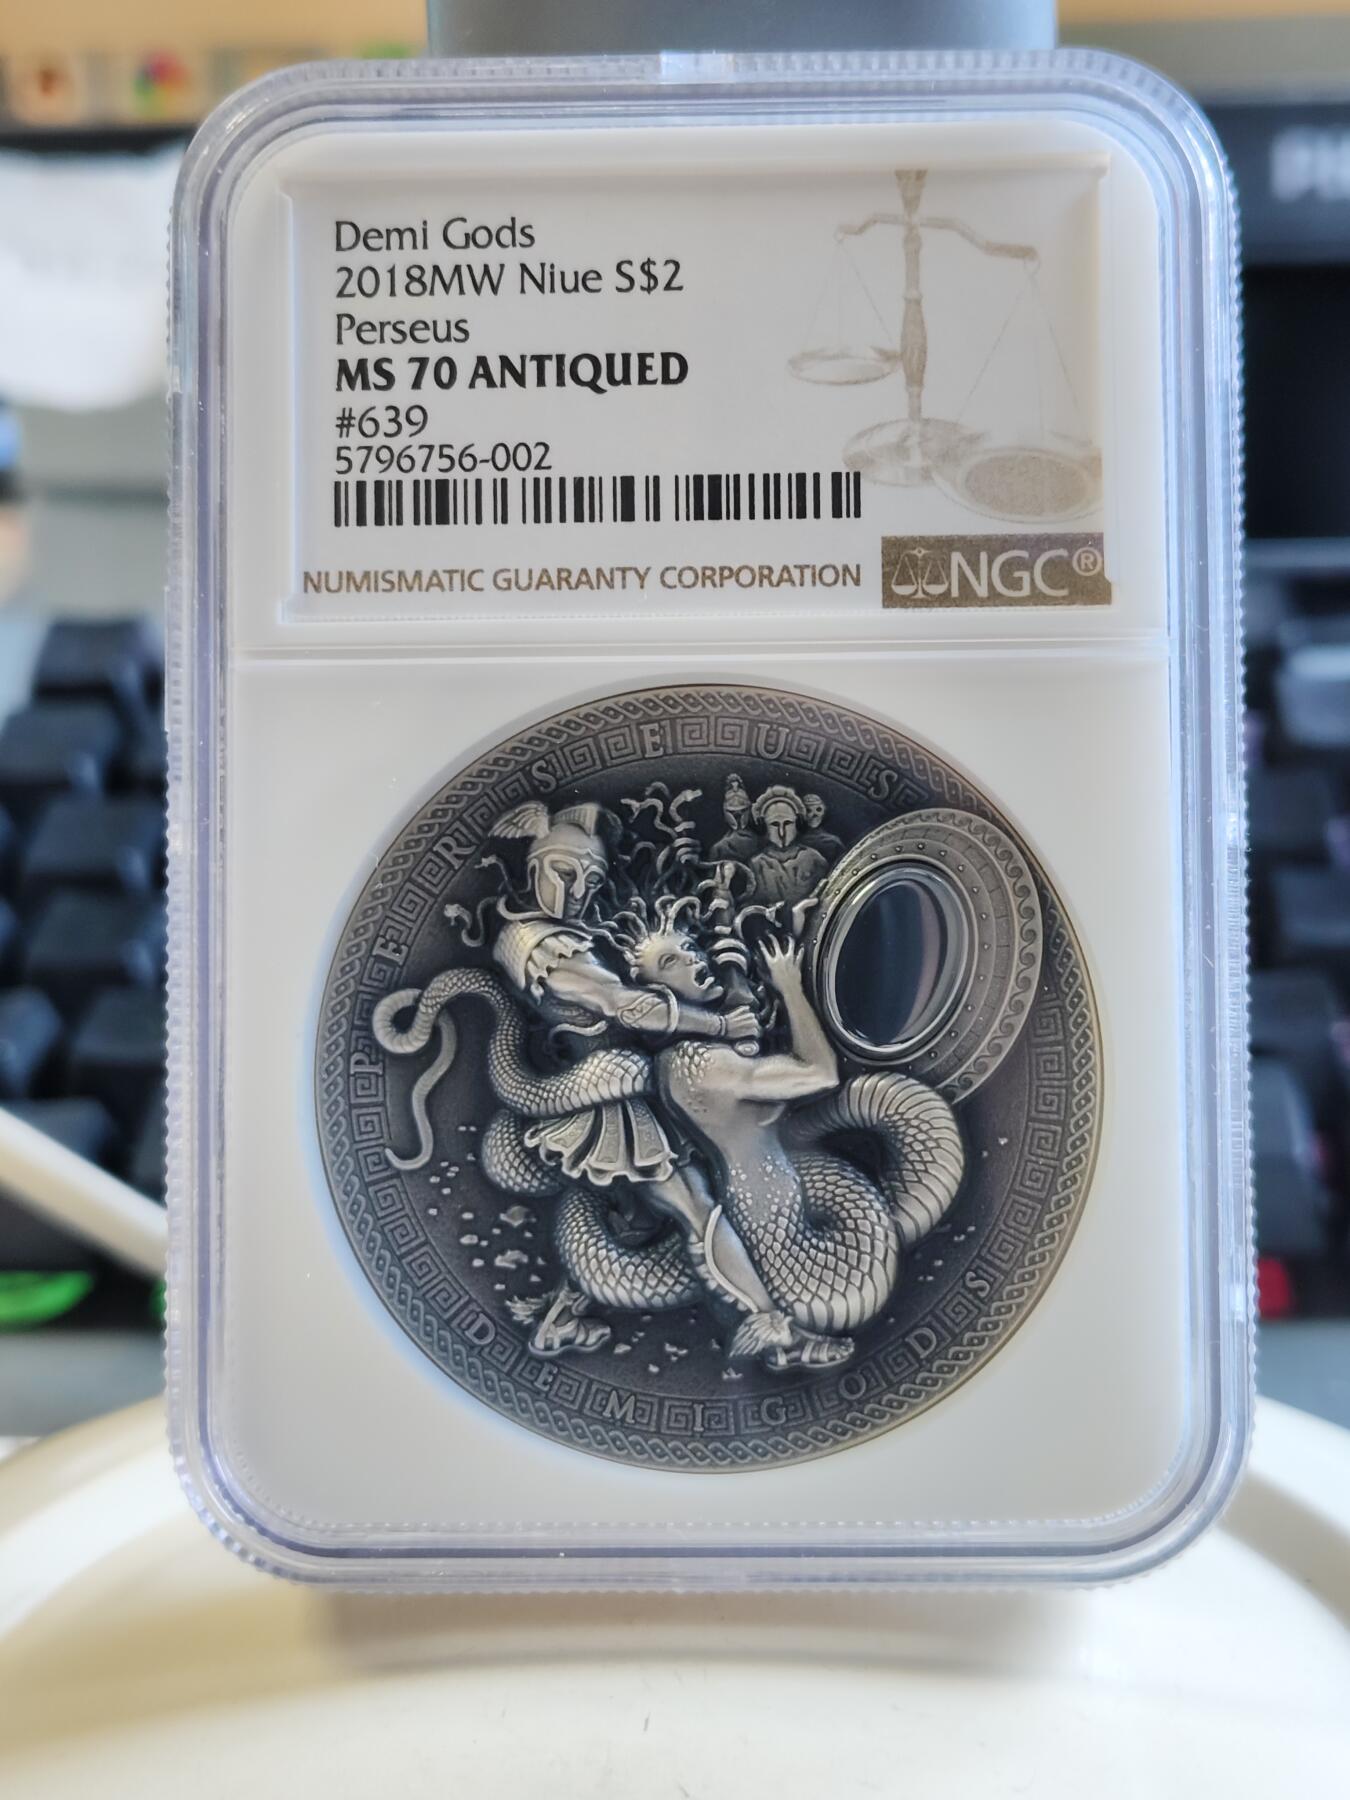 Demi Gods
2018MW Niue S$2
Perseus
MS 70 ANTIQUED
#639
5796756-002
NUMISMATIC GUARANTY CORPORATION
NGC®
PERSEUS
DEMIGODS